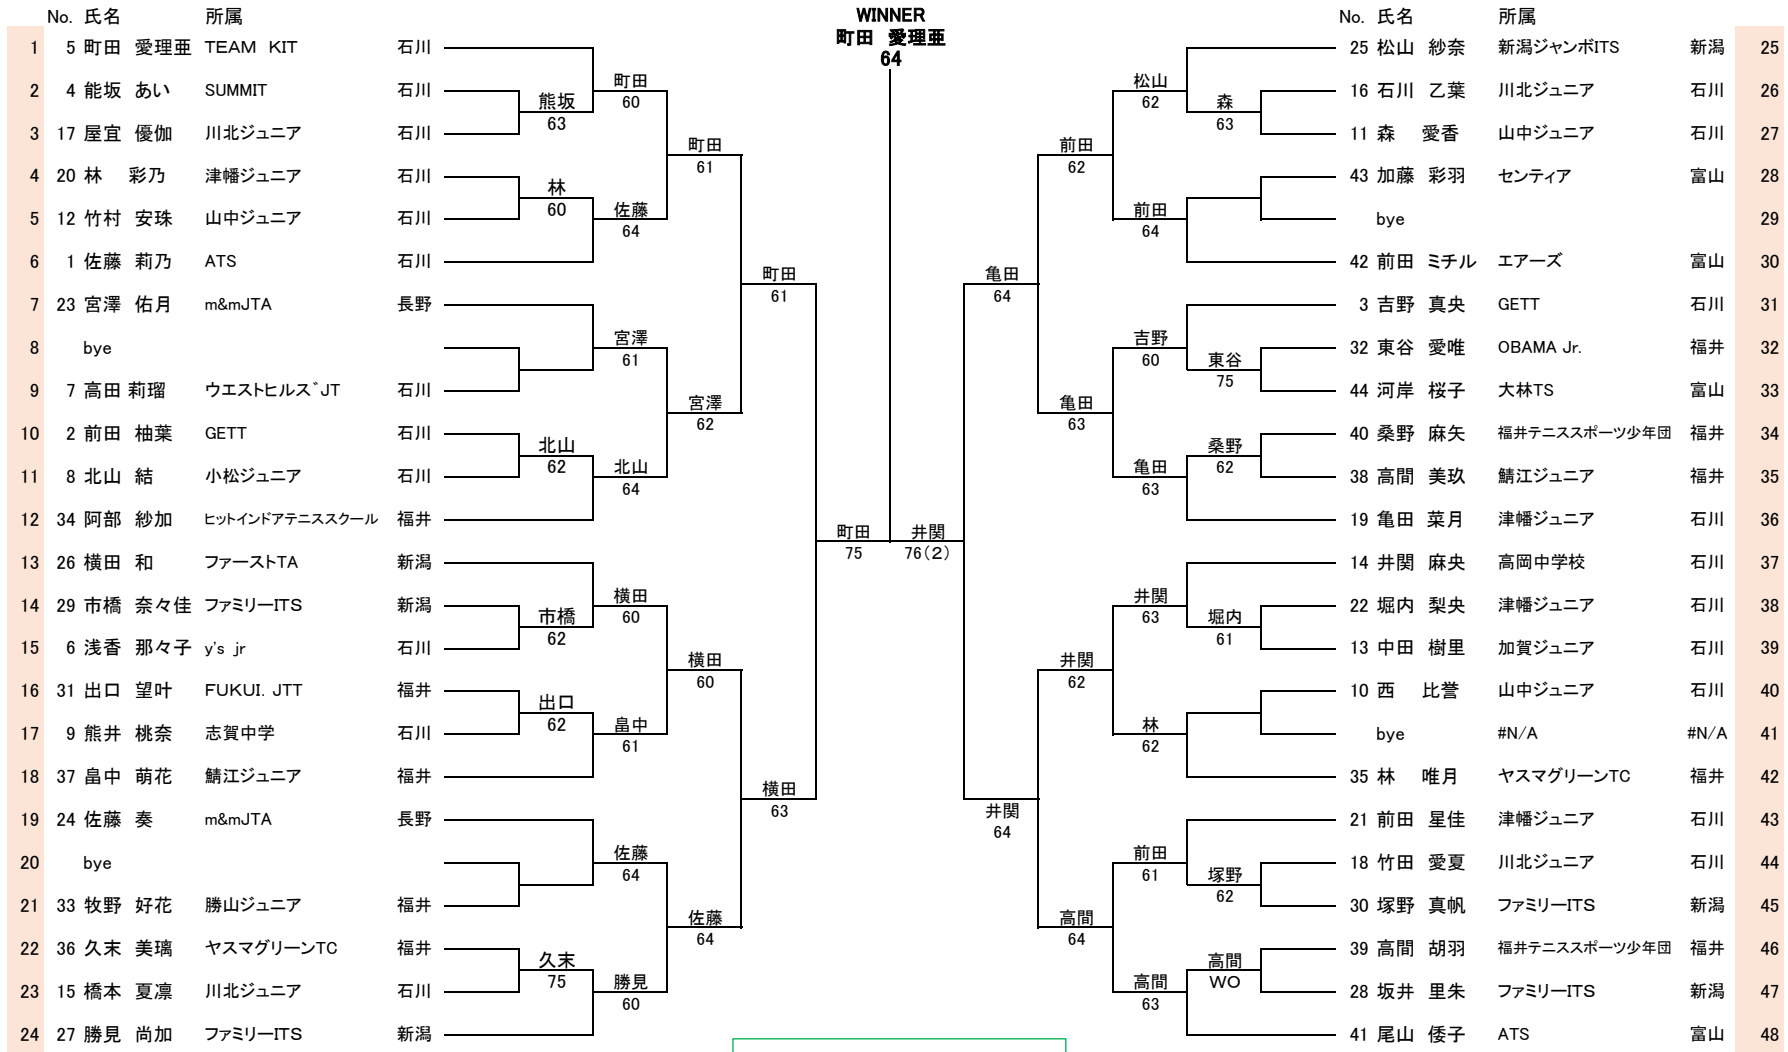 No. 氏名 所属
WINNER
町田 愛理亜
64
No. 氏名 所属
1 5 町田 愛理亜 TEAM KIT 石川
2 4 能坂 あい SUMMIT 石川
3 17 屋宜 優伽 川北ジュニア 石川
4 20 林 彩乃 津幡ジュニア 石川
5 12 竹村 安珠 山中ジュニア 石川
6 1 佐藤 莉乃 ATS 石川
7 23 宮澤 佑月 m&mJTA 長野
8 bye
9 7 高田 莉瑠 ウエストヒルズ゛JT 石川
10 2 前田 柚葉 GETT 石川
11 8 北山 結 小松ジュニア 石川
12 34 阿部 紗加 ヒットインドアテニススクール 福井
13 26 横田 和 ファーストTA 新潟
14 29 市橋 奈々佳 ファミリーITS 新潟
15 6 浅香 那々子 y's jr 石川
16 31 出口 望叶 FUKUI. JTT 福井
17 9 熊井 桃奈 志賀中学 石川
18 37 畠中 萌花 鯖江ジュニア 福井
19 24 佐藤 奏 m&mJTA 長野
20 bye
21 33 牧野 好花 勝山ジュニア 福井
22 36 久末 美璃 ヤスマグリーンTC 福井
23 15 橋本 夏凛 川北ジュニア 石川
24 27 勝見 尚加 ファミリーITS 新潟
熊坂
63
林
60
北山
62
市橋
62
出口
62
久末
75
町田
60
佐藤
64
宮澤
61
北山
64
横田
60
畠中
61
佐藤
64
勝見
60
町田
61
宮澤
62
横田
60
佐藤
64
町田
61
横田
63
町田
75
井関
76(2)
亀田
64
井関
64
前田
62
亀田
63
井関
62
高間
64
松山
62
前田
64
吉野
60
亀田
63
井関
63
林
62
前田
61
高間
63
森
63
東谷
75
桑野
62
堀内
61
塚野
62
高間
WO
25 松山 紗奈 新潟ジャンボITS 新潟 25
16 石川 乙葉 川北ジュニア 石川 26
11 森 愛香 山中ジュニア 石川 27
43 加藤 彩羽 センティア 富山 28
bye 29
42 前田 ミチル エアーズ 富山 30
3 吉野 真央 GETT 石川 31
32 東谷 愛唯 OBAMA Jr. 福井 32
44 河岸 桜子 大林TS 富山 33
40 桑野 麻矢 福井テニススポーツ少年団 福井 34
38 高間 美玖 鯖江ジュニア 福井 35
19 亀田 菜月 津幡ジュニア 石川 36
14 井関 麻央 高岡中学校 石川 37
22 堀内 梨央 津幡ジュニア 石川 38
13 中田 樹里 加賀ジュニア 石川 39
10 西 比誉 山中ジュニア 石川 40
bye #N/A #N/A 41
35 林 唯月 ヤスマグリーンTC 福井 42
21 前田 星佳 津幡ジュニア 石川 43
18 竹田 愛夏 川北ジュニア 石川 44
30 塚野 真帆 ファミリーITS 新潟 45
39 高間 胡羽 福井テニススポーツ少年団 福井 46
28 坂井 里朱 ファミリーITS 新潟 47
41 尾山 倭子 ATS 富山 48